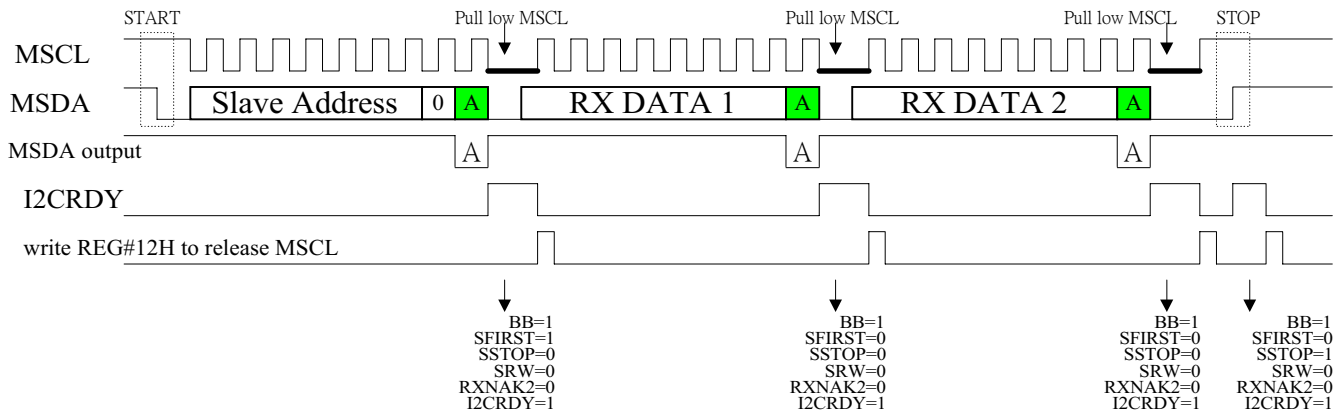 START Pull low MSCL Pull low MSCL Pull low MSCL STOP
MSCL
MSDA Slave Address 0 A RX DATA 1 A RX DATA 2 A
MSDA output A A A
I2CRDY
write REG#12H to release MSCL
BB=1 BB=1 BB=1 BB=1
SFIRST=1 SFIRST=0 SFIRST=0 SFIRST=0
SSTOP=0 SSTOP=0 SSTOP=0 SSTOP=1
SRW=0 SRW=0 SRW=0 SRW=0
RXNAK2=0 RXNAK2=0 RXNAK2=0 RXNAK2=0
I2CRDY=1 I2CRDY=1 I2CRDY=1 I2CRDY=1